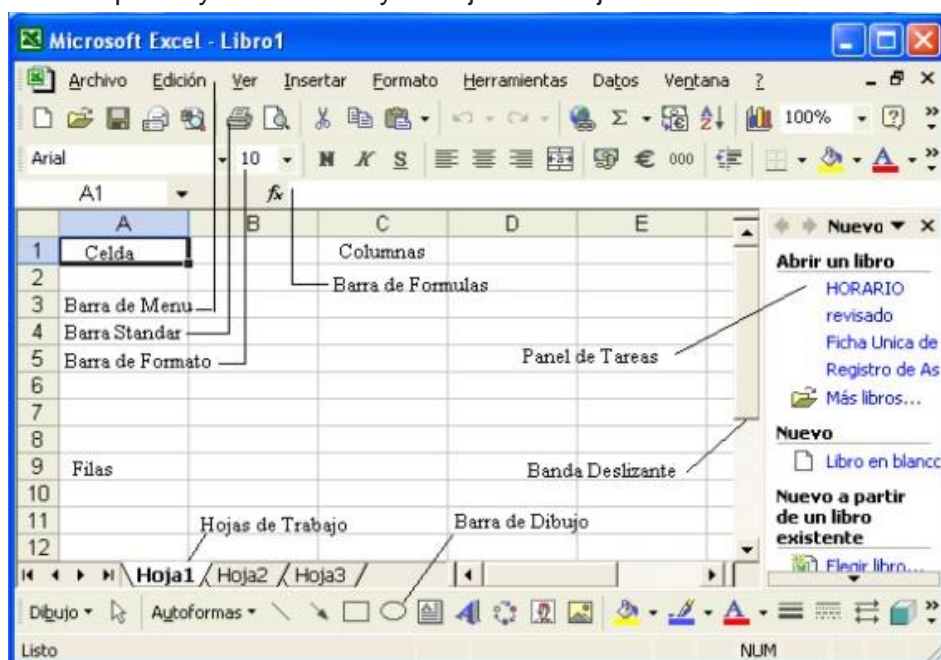 Microsoft Excel - Libro1
Archivo Edición Ver Insertar Formato Herramientas Datos Ventana ?
Σ 100% ?
Arial 10 N K S € 000 A
A1 fx
A B C D E
1 Celda Columnas
2 Barra de Formulas
3 Barra de Menu
4 Barra Standar
5 Barra de Formato Panel de Tareas
6
7
8
9 Filas Banda Deslizante
10
11 Hojas de Trabajo Barra de Dibujo
12
Hoja1 Hoja2 Hoja3
Nuevo
Abrir un libro
HORARIO
revisado
Ficha Unica de
Registro de As
Más libros...
Nuevo
Libro en blanco
Nuevo a partir
de un libro
existente
Elegir libro...
Dibujo Autoformas A A
Listo NUM